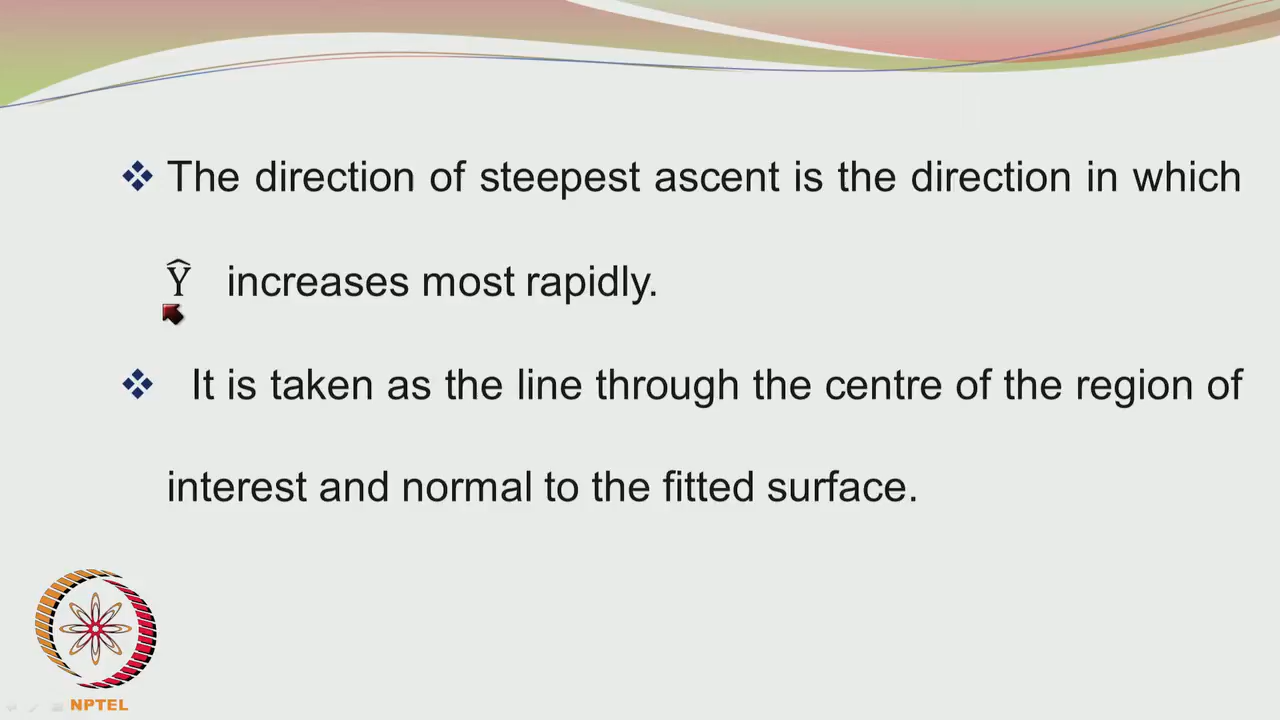 The direction of steepest ascent is the direction in which
Ŷ increases most rapidly.
It is taken as the line through the centre of the region of
interest and normal to the fitted surface.
NPTEL